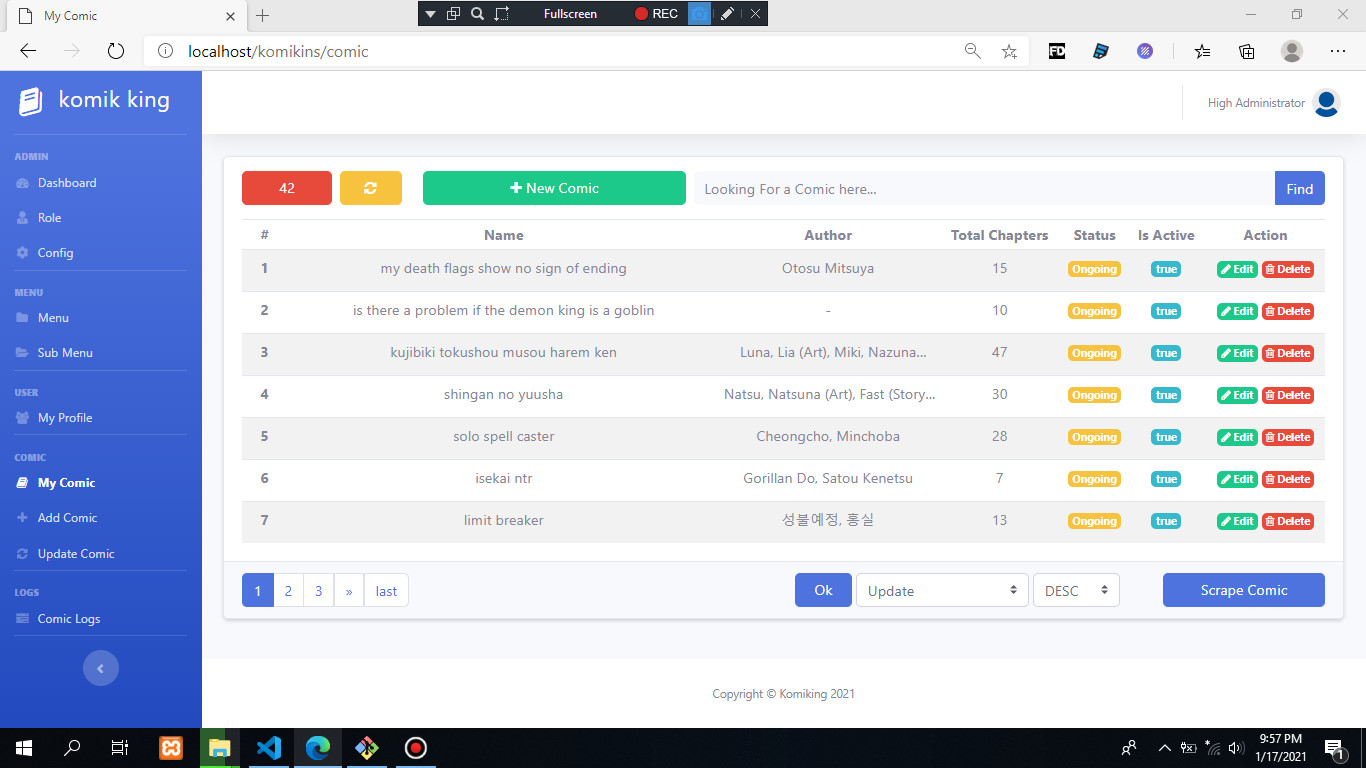 My Comic
Fullscreen
REC
localhost/komikins/comic
FD
komik king
High Administrator
ADMIN
Dashboard
Role
Config
MENU
Menu
Sub Menu
USER
My Profile
COMIC
My Comic
Add Comic
Update Comic
LOGS
Comic Logs
42 New Comic Looking For a Comic here... Find
# Name Author Total Chapters Status Is Active Action
1 my death flags show no sign of ending Otosu Mitsuya 15 Ongoing true Edit Delete
2 is there a problem if the demon king is a goblin - 10 Ongoing true Edit Delete
3 kujibiki tokushou musou harem ken Luna, Lia (Art), Miki, Nazuna... 47 Ongoing true Edit Delete
4 shingan no yuusha Natsu, Natsuna (Art), Fast (Story... 30 Ongoing true Edit Delete
5 solo spell caster Cheongcho, Minchoba 28 Ongoing true Edit Delete
6 isekai ntr Gorillan Do, Satou Kenetsu 7 Ongoing true Edit Delete
7 limit breaker 성불예정, 홍실 13 Ongoing true Edit Delete
1 2 3 » last Ok Update DESC Scrape Comic
Copyright © Komiking 2021
9:57 PM
1/17/2021
1